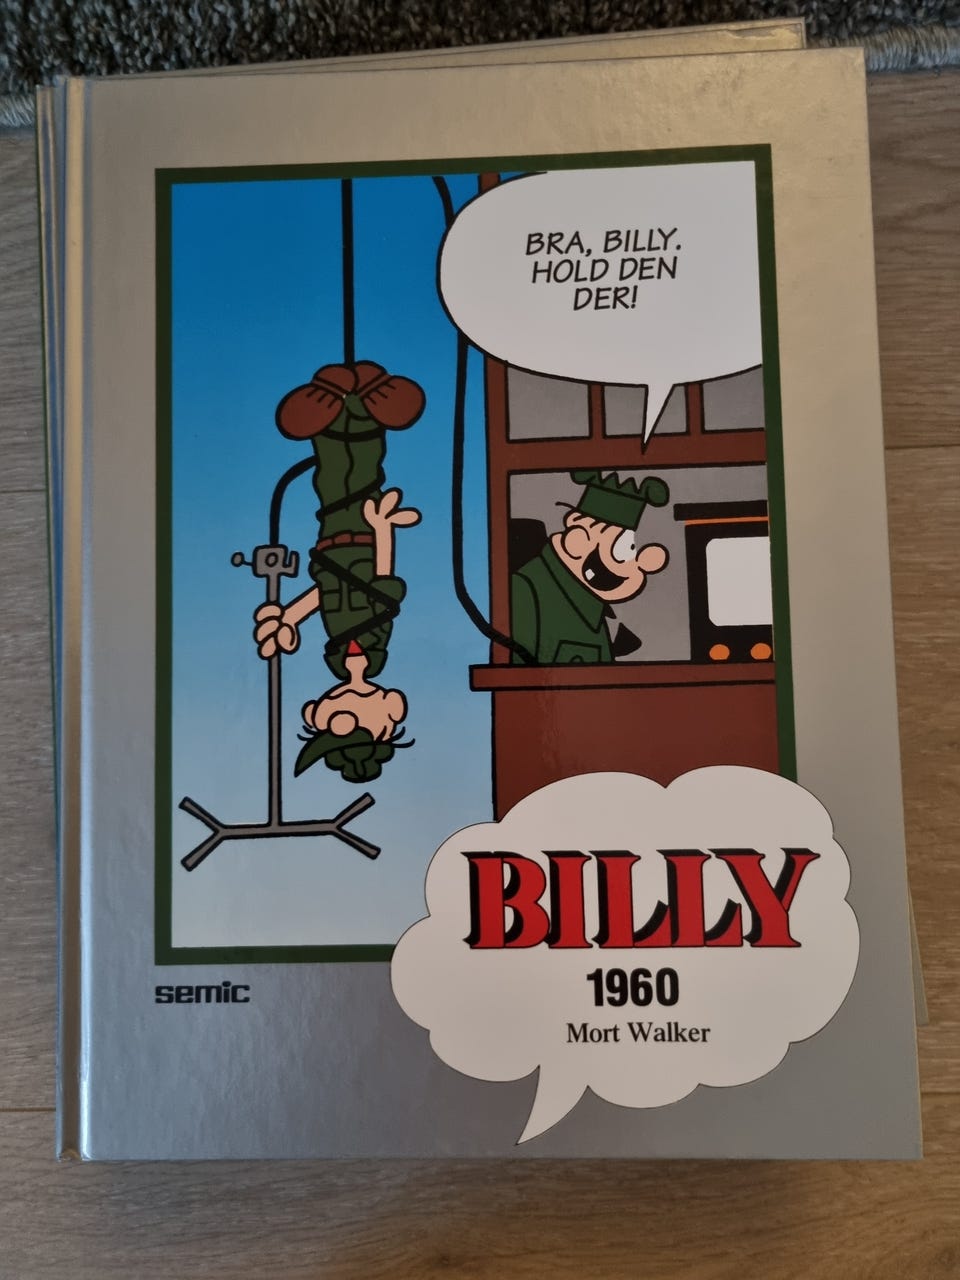 BRA, BILLY.
HOLD DEN
DER!
BILLY
1960
Mort Walker
semic